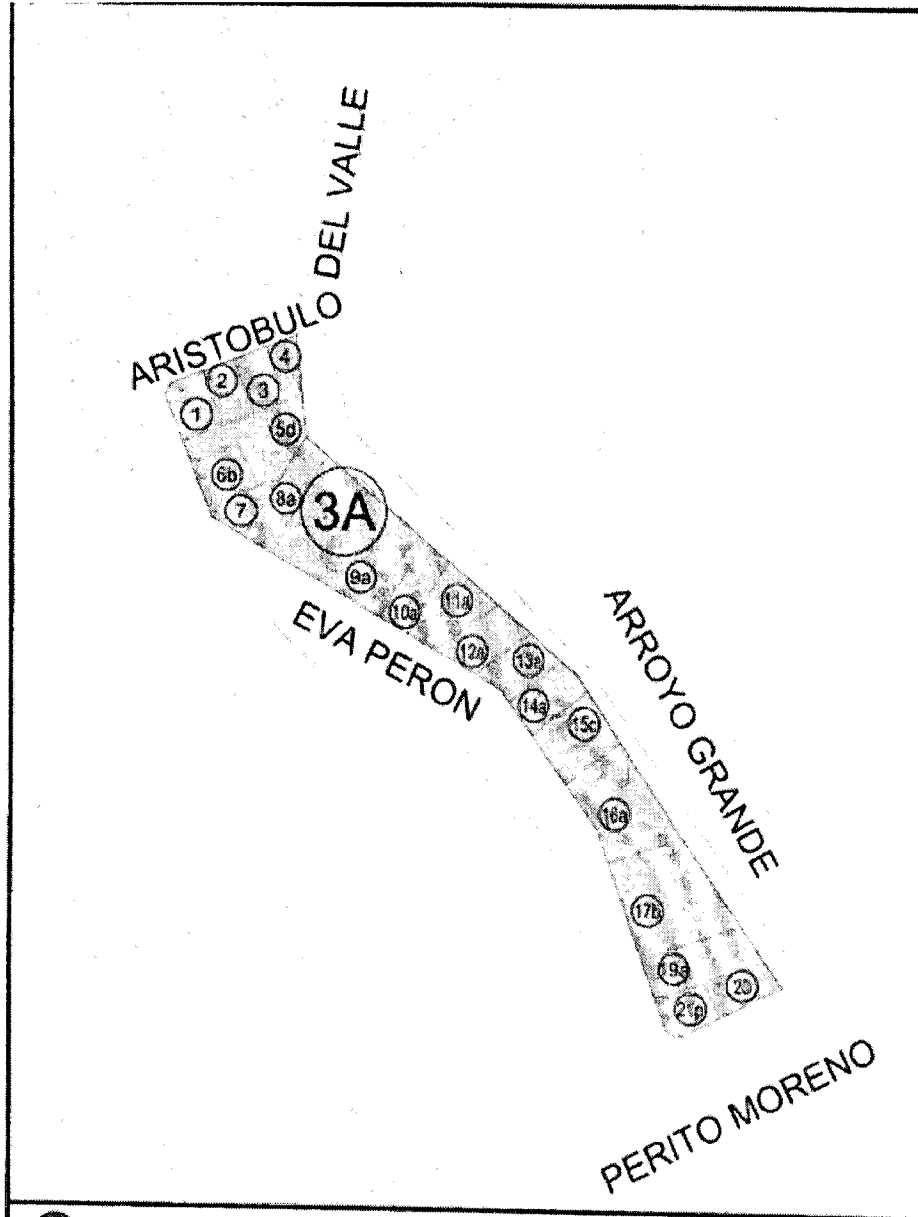 ARISTOBULO DEL VALLE
4
2
3
1
5d
6b
8a
7
3A
9a
10a
11a
EVA PERON
12a
13a
ARROYO GRANDE
14a
15c
16a
17b
19a
20
PERITO MORENO